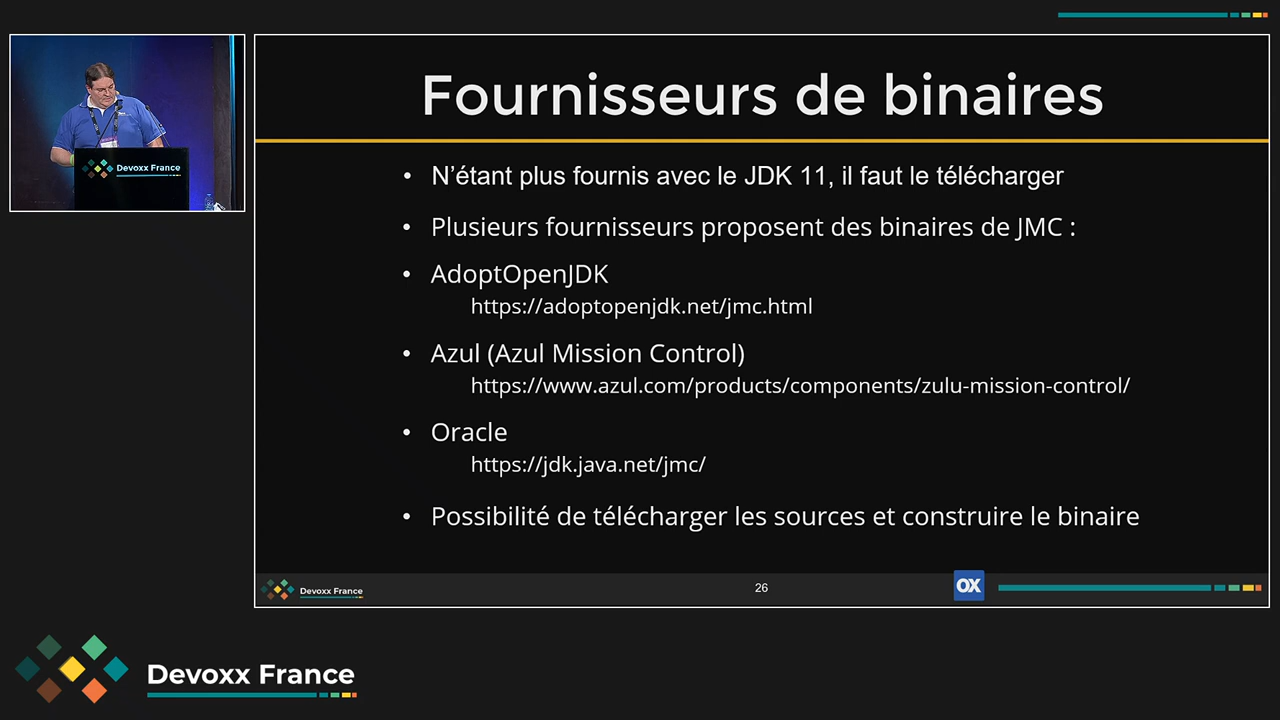 Fournisseurs de binaires
• N'étant plus fournis avec le JDK 11, il faut le télécharger
• Plusieurs fournisseurs proposent des binaires de JMC :
• AdoptOpenJDK
https://adoptopenjdk.net/jmc.html
• Azul (Azul Mission Control)
https://www.azul.com/products/components/zulu-mission-control/
• Oracle
https://jdk.java.net/jmc/
• Possibilité de télécharger les sources et construire le binaire
Devoxx France
26
OX
Devoxx France
Devoxx France